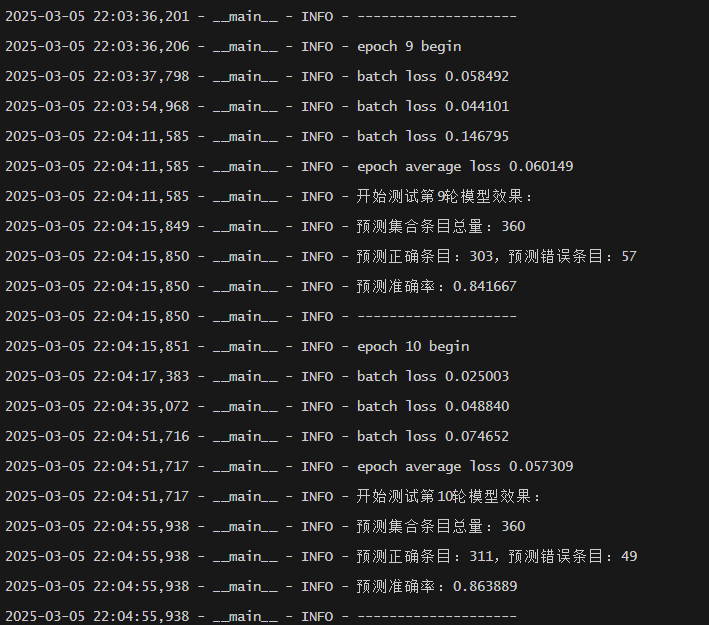 2025-03-05 22:03:36,201 - __main__ - INFO - --------------------
2025-03-05 22:03:36,206 - __main__ - INFO - epoch 9 begin
2025-03-05 22:03:37,798 - __main__ - INFO - batch loss 0.058492
2025-03-05 22:03:54,968 - __main__ - INFO - batch loss 0.044101
2025-03-05 22:04:11,585 - __main__ - INFO - batch loss 0.146795
2025-03-05 22:04:11,585 - __main__ - INFO - epoch average loss 0.060149
2025-03-05 22:04:11,585 - __main__ - INFO - 开始测试第9轮模型效果：
2025-03-05 22:04:15,849 - __main__ - INFO - 预测集合条目总量：360
2025-03-05 22:04:15,850 - __main__ - INFO - 预测正确条目：303，预测错误条目：57
2025-03-05 22:04:15,850 - __main__ - INFO - 预测准确率：0.841667
2025-03-05 22:04:15,850 - __main__ - INFO - --------------------
2025-03-05 22:04:15,851 - __main__ - INFO - epoch 10 begin
2025-03-05 22:04:17,383 - __main__ - INFO - batch loss 0.025003
2025-03-05 22:04:35,072 - __main__ - INFO - batch loss 0.048840
2025-03-05 22:04:51,716 - __main__ - INFO - batch loss 0.074652
2025-03-05 22:04:51,717 - __main__ - INFO - epoch average loss 0.057309
2025-03-05 22:04:51,717 - __main__ - INFO - 开始测试第10轮模型效果：
2025-03-05 22:04:55,938 - __main__ - INFO - 预测集合条目总量：360
2025-03-05 22:04:55,938 - __main__ - INFO - 预测正确条目：311，预测错误条目：49
2025-03-05 22:04:55,938 - __main__ - INFO - 预测准确率：0.863889
2025-03-05 22:04:55,938 - __main__ - INFO - --------------------